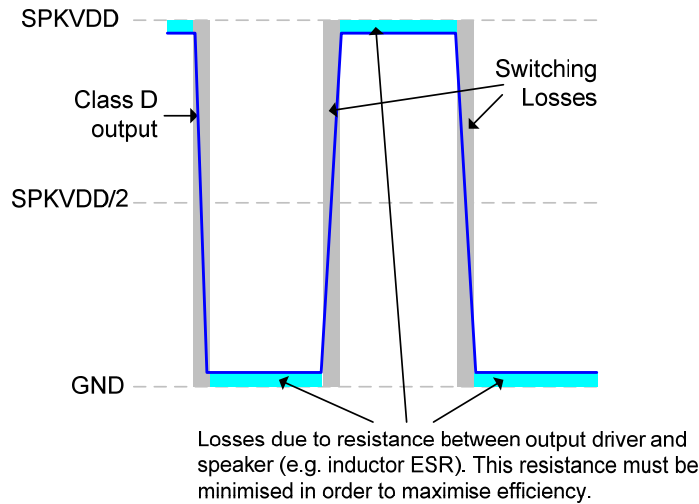 SPKVDD
Switching
Losses
Class D
output
SPKVDD/2
GND
Losses due to resistance between output driver and
speaker (e.g. inductor ESR). This resistance must be
minimised in order to maximise efficiency.